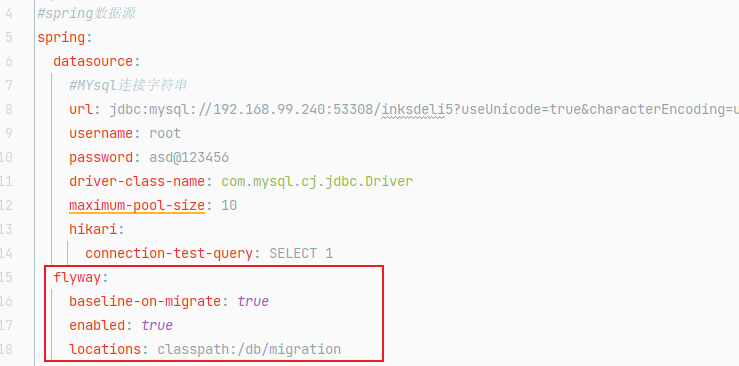 4 #spring数据源
5 spring:
6 datasource:
7 #MYsql连接字符串
8 url: jdbc:mysql://192.168.99.240:53308/inksdeli5?useUnicode=true&characterEncoding=u
9 username: root
10 password: asd@123456
11 driver-class-name: com.mysql.cj.jdbc.Driver
12 maximum-pool-size: 10
13 hikari:
14 connection-test-query: SELECT 1
15 flyway:
16 baseline-on-migrate: true
17 enabled: true
18 locations: classpath:/db/migration